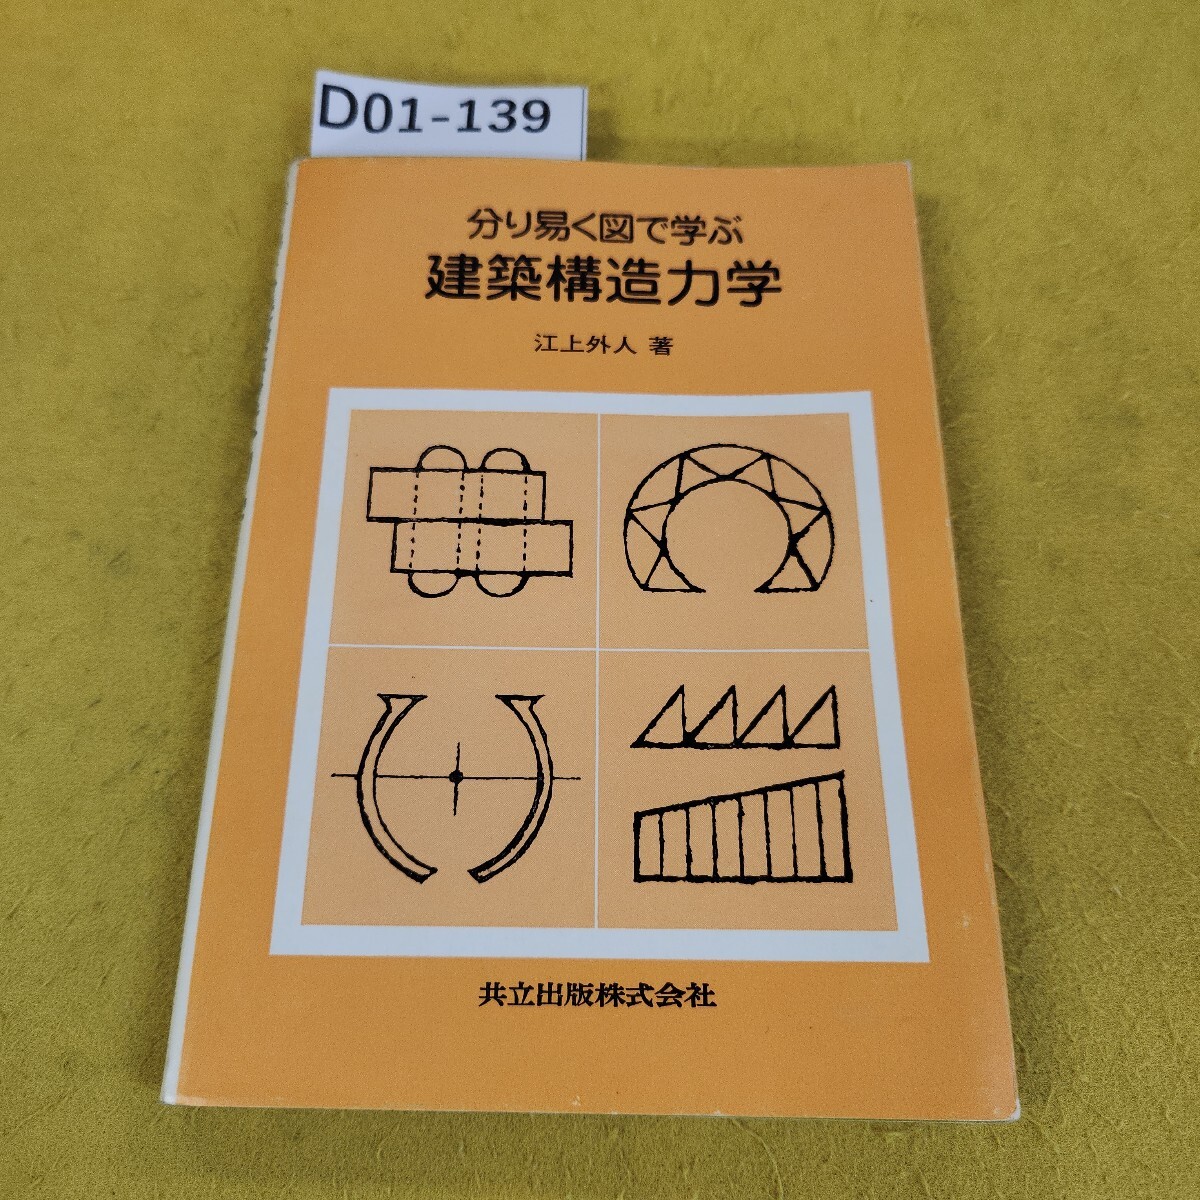 D01-139
分り易く図で学ぶ
建築構造力学
江上外人 著
共立出版株式会社